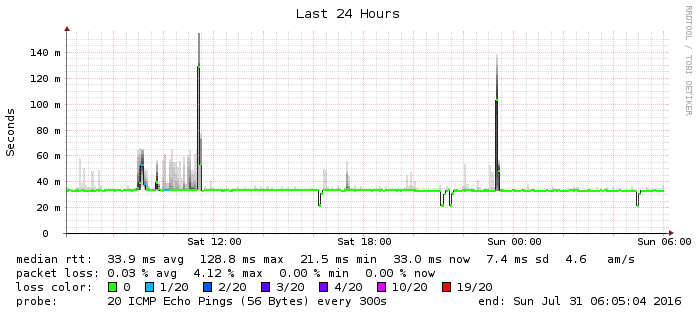 Last 24 Hours
RRDTOOL / TOBI OETIKER
Seconds
140 m
120 m
100 m
80 m
60 m
40 m
20 m
0
Sat 12:00 Sat 18:00 Sun 00:00 Sun 06:00
median rtt: 33.9 ms avg 128.8 ms max 21.5 ms min 33.0 ms now 7.4 ms sd 4.6 am/s
packet loss: 0.03 % avg 4.12 % max 0.00 % min 0.00 % now
loss color: 0 1/20 2/20 3/20 4/20 10/20 19/20
probe: 20 ICMP Echo Pings (56 Bytes) every 300s end: Sun Jul 31 06:05:04 2016